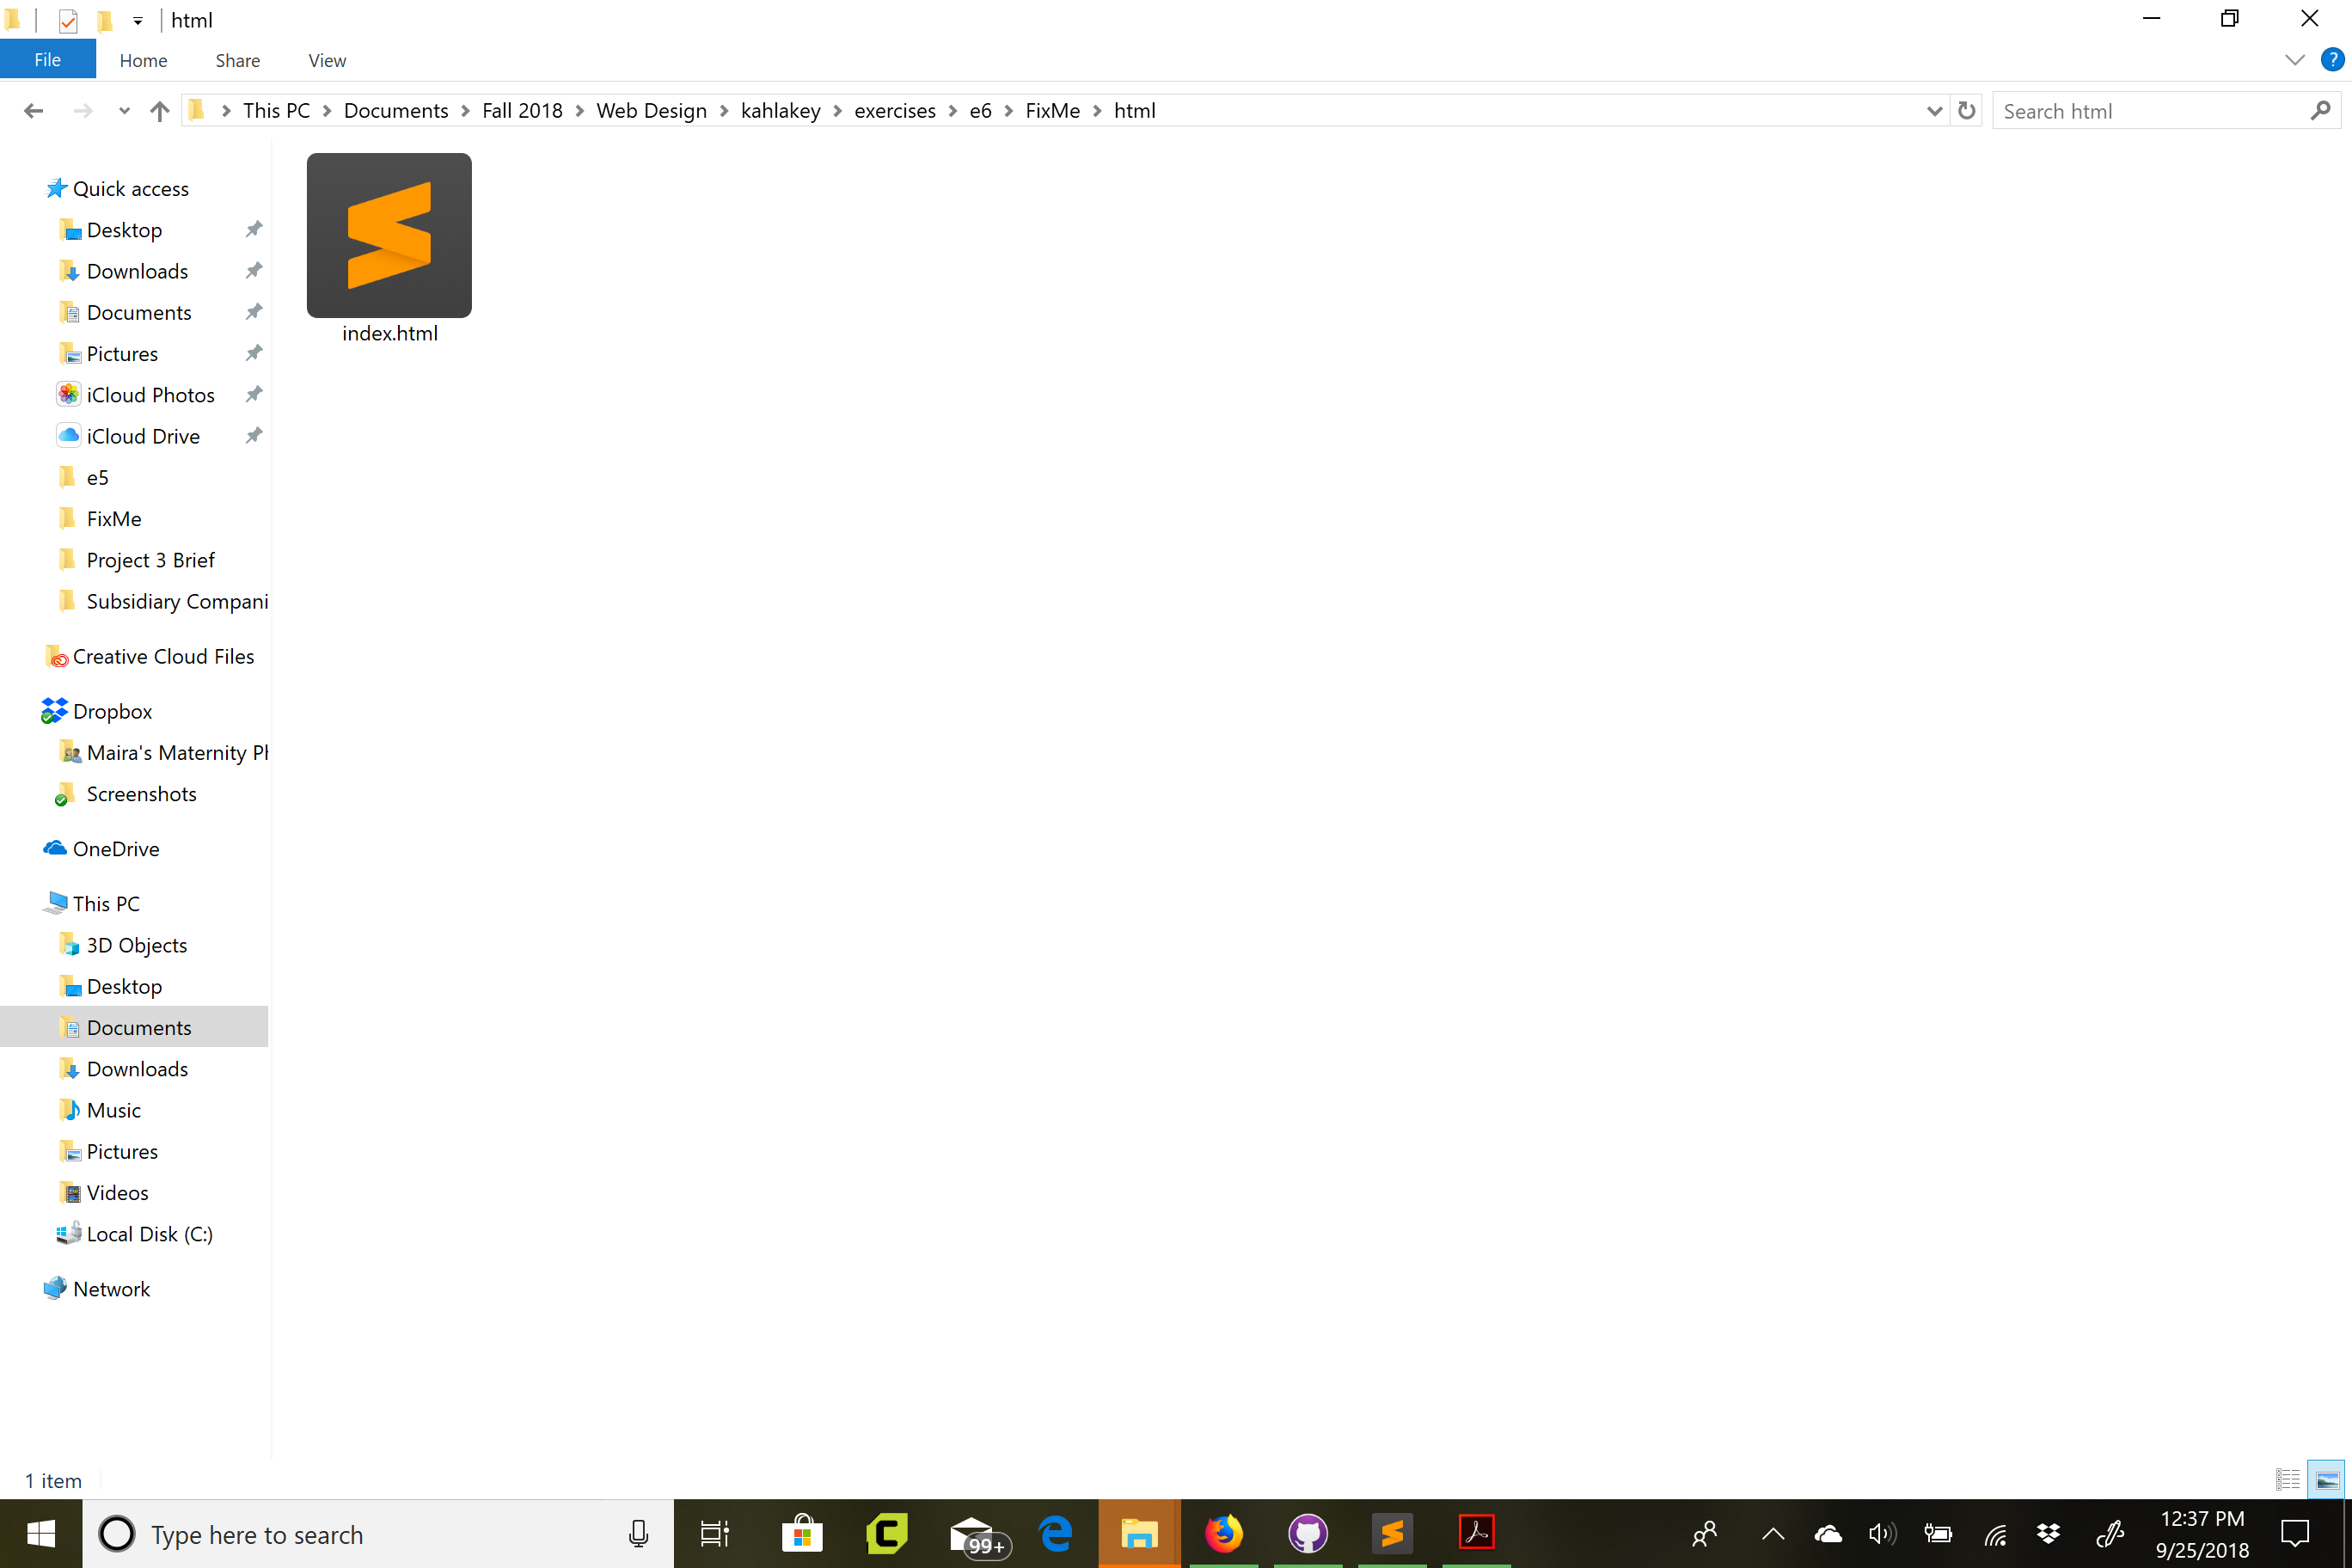 html
File Home Share View
This PC Documents Fall 2018 Web Design kahlakey exercises e6 FixMe html
Search html
Quick access
Desktop
Downloads
Documents
Pictures
iCloud Photos
iCloud Drive
e5
FixMe
Project 3 Brief
Subsidiary Compani
Creative Cloud Files
Dropbox
Maira's Maternity Ph
Screenshots
OneDrive
This PC
3D Objects
Desktop
Documents
Downloads
Music
Pictures
Videos
Local Disk (C:)
Network
index.html
1 item
Type here to search
99+
12:37 PM
9/25/2018